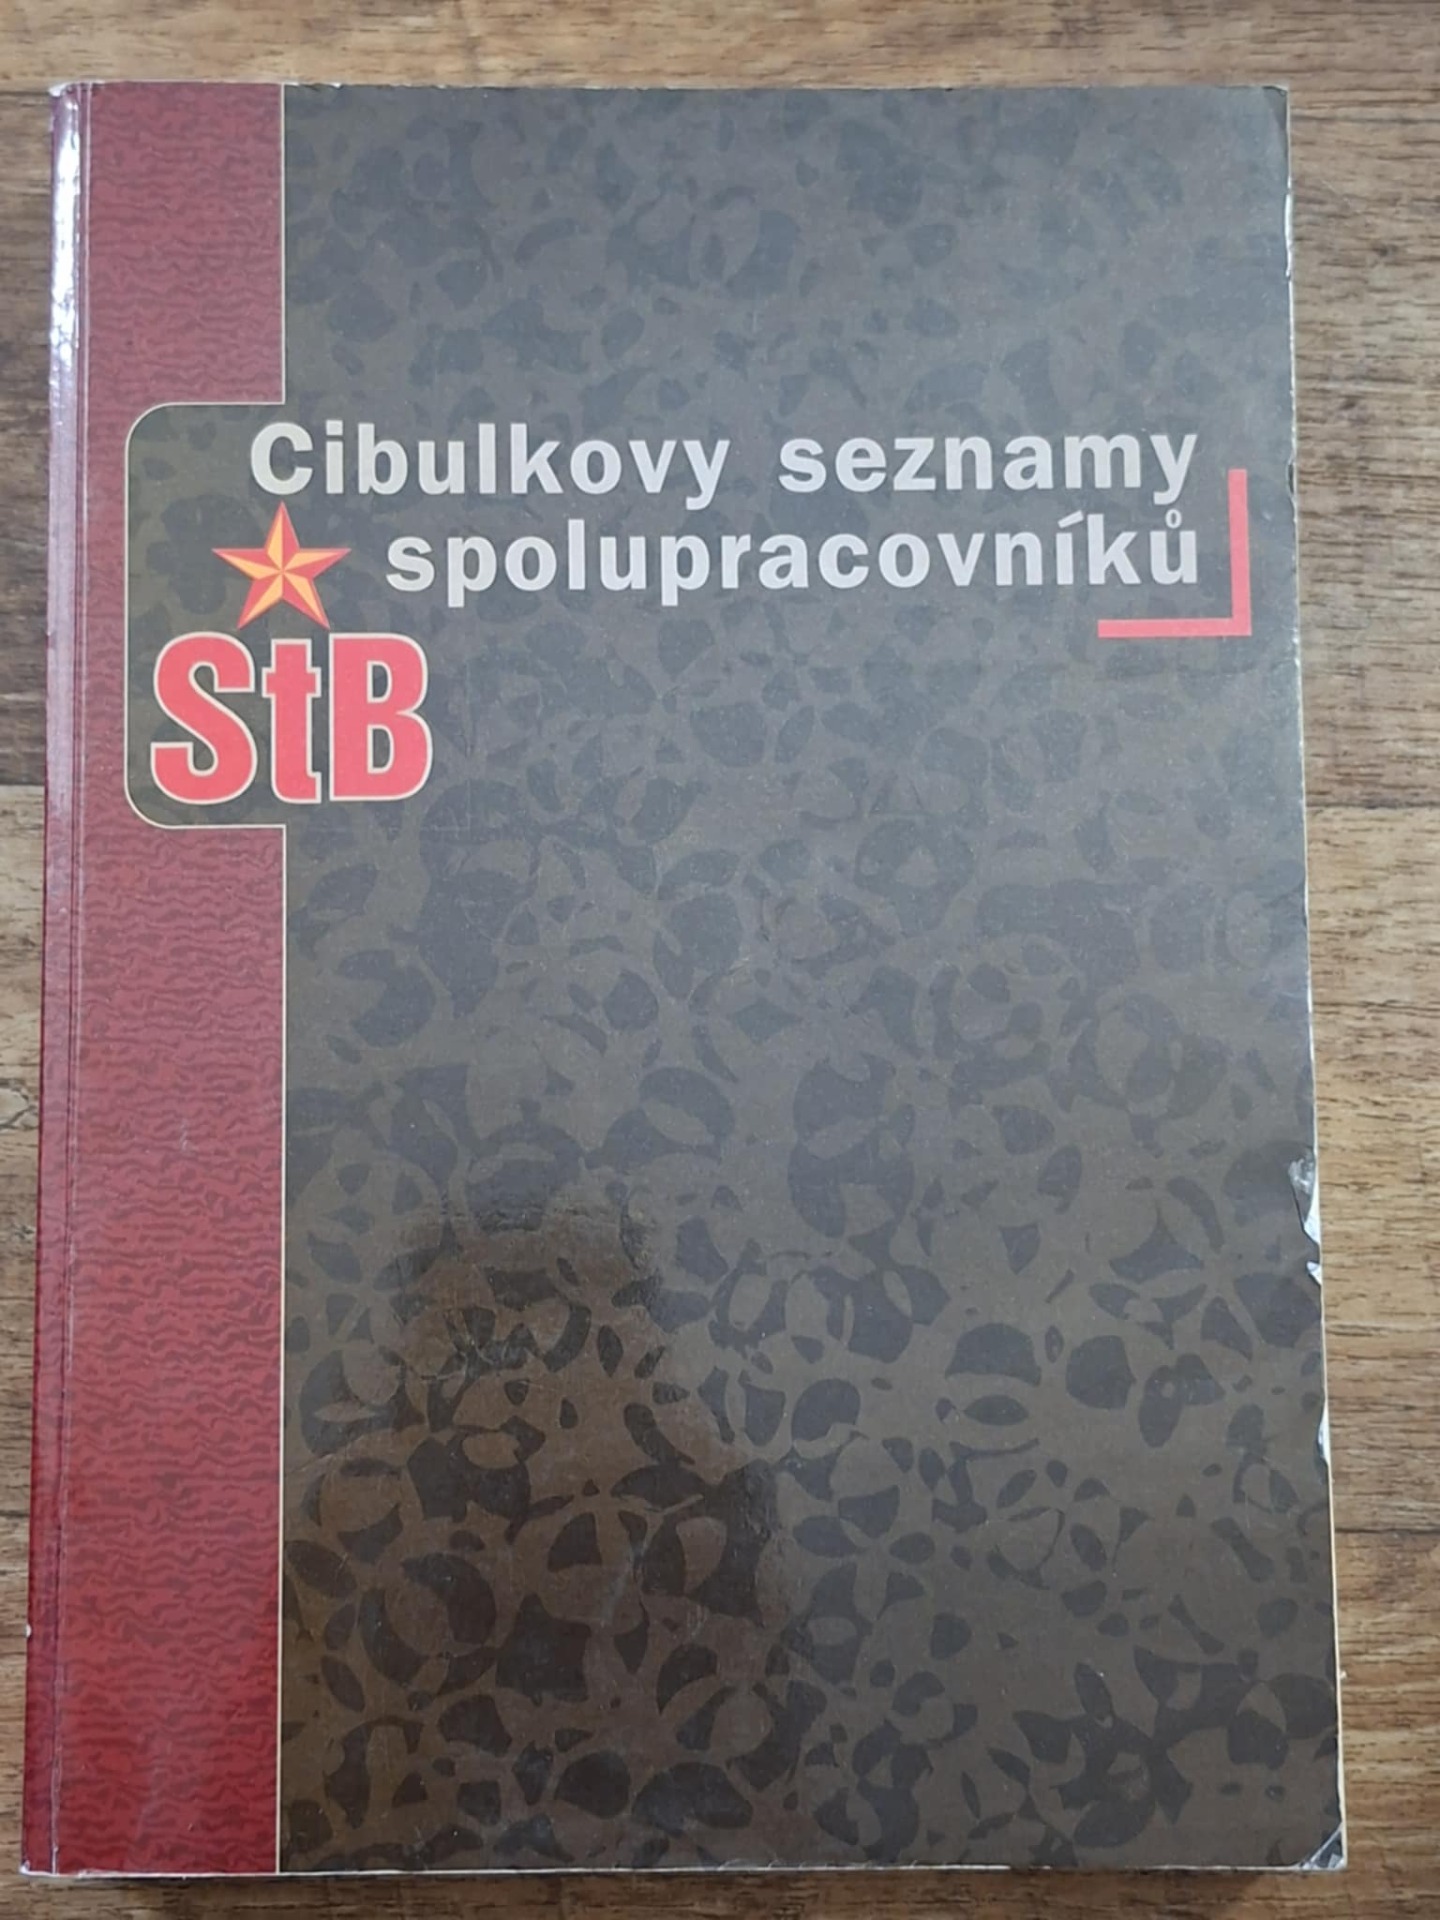 Cibulkovy seznamy
spolupracovníků
StB